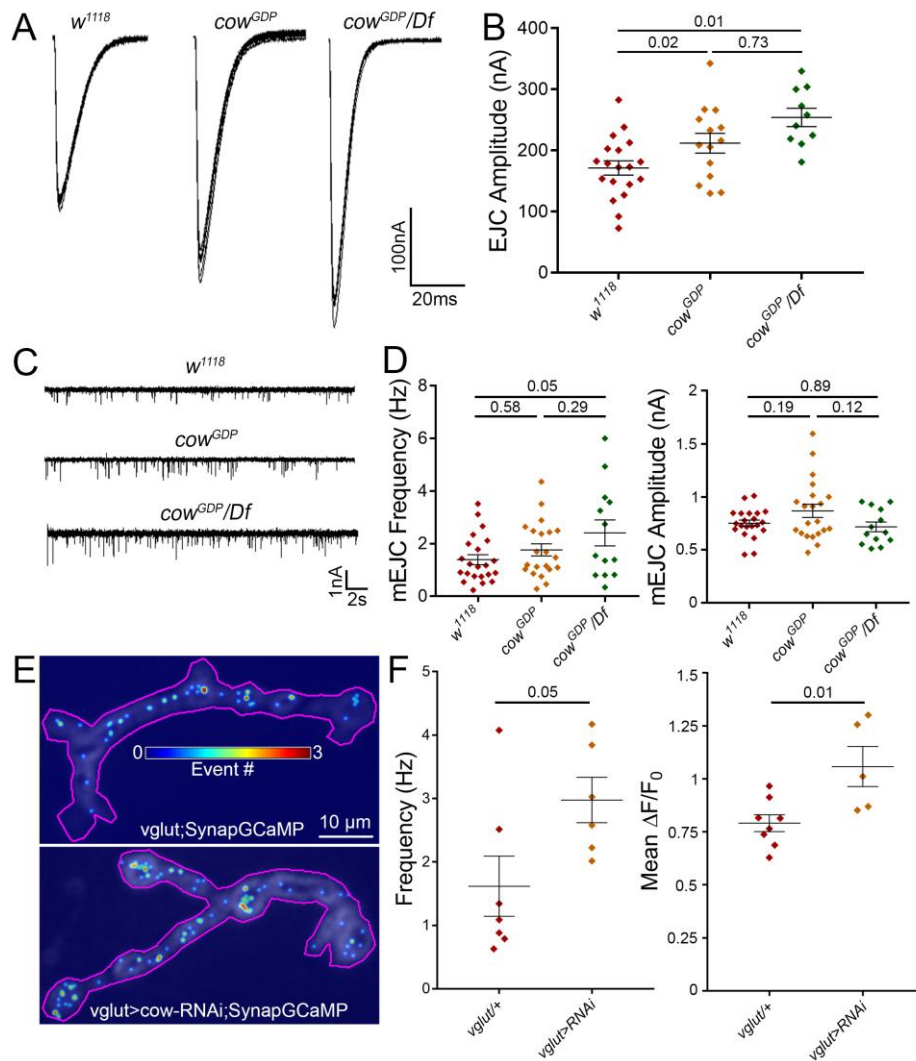 A
w1118
cowGDP
cowGDP/Df
100nA
20ms
B
0.01
0.02
0.73
EJC Amplitude (nA)
400
300
200
100
0
w1118
cowGDP
cowGDP/Df
C
w1118
cowGDP
cowGDP/Df
1nA
2s
D
0.05
0.58
0.29
mEJC Frequency (Hz)
8
6
4
2
0
w1118
cowGDP
cowGDP/Df
0.89
0.19
0.12
mEJC Amplitude (nA)
2
1.5
1
0.5
0
w1118
cowGDP
cowGDP/Df
E
0
3
Event #
10 µm
vglut;SynapGCaMP
vglut>cow-RNAi;SynapGCaMP
F
0.05
Frequency (Hz)
5
4
3
2
1
0
vglut/+
vglut>RNAi
0.01
Mean ΔF/F0
1.5
1.25
1
0.75
0.5
0.25
0
vglut/+
vglut>RNAi